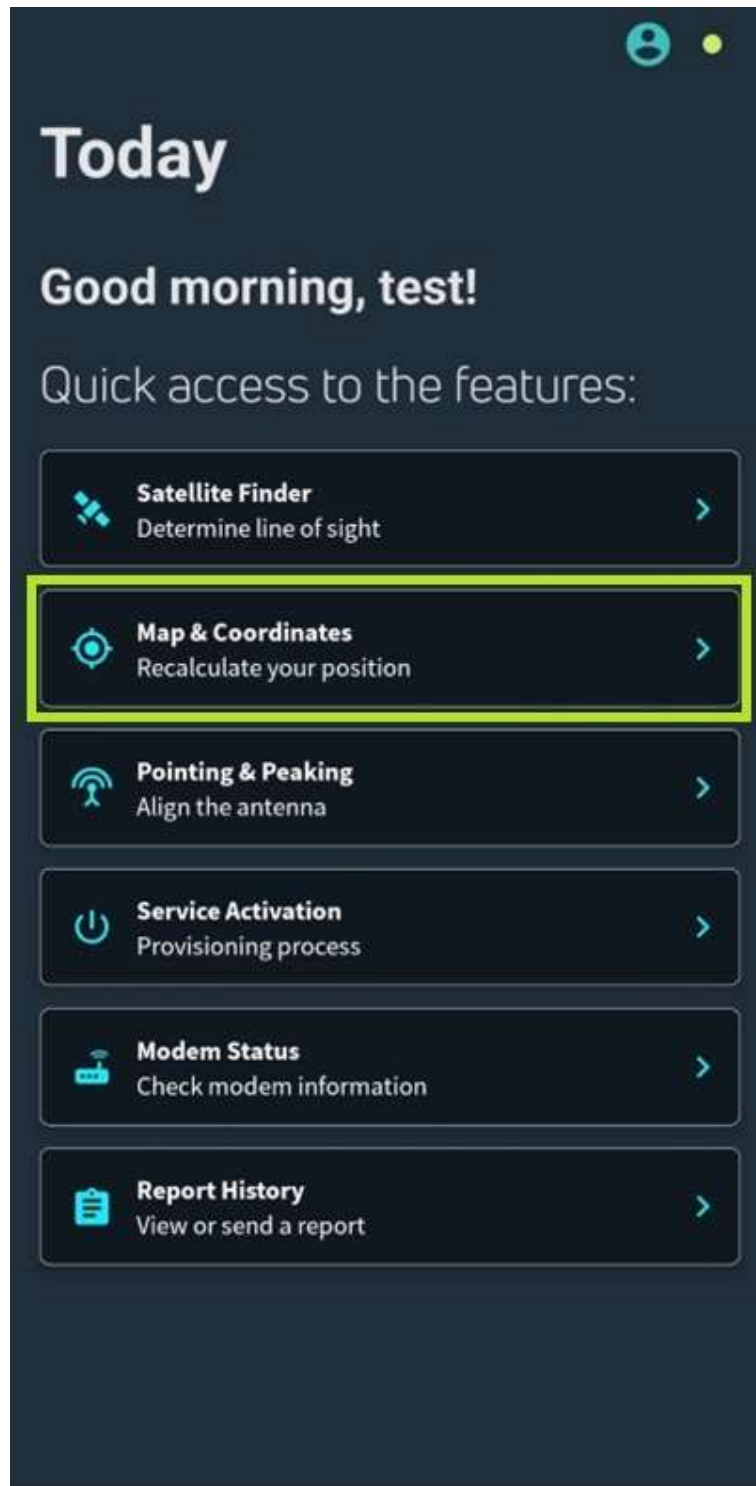 Today
Good morning, test!
Quick access to the features:
Satellite Finder
Determine line of sight
Map & Coordinates
Recalculate your position
Pointing & Peaking
Align the antenna
Service Activation
Provisioning process
Modem Status
Check modem information
Report History
View or send a report